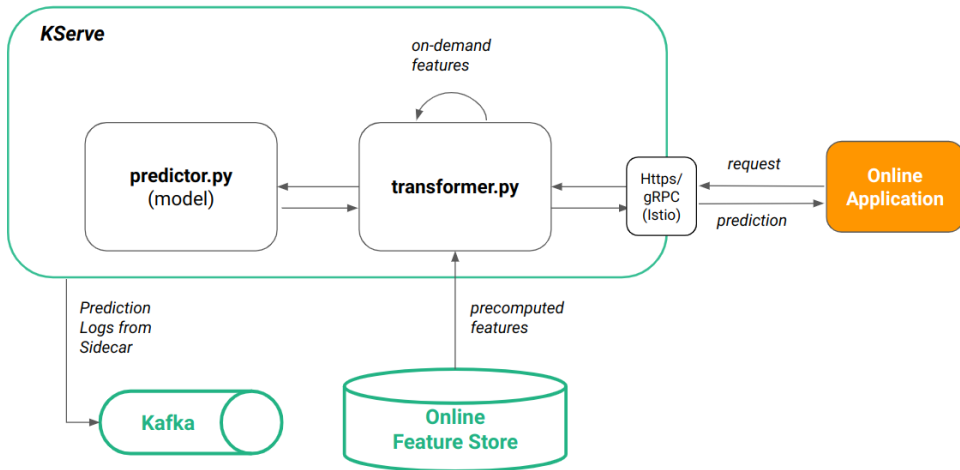 KServe
on-demand
features
predictor.py
(model)
transformer.py
Https/
gRPC
(Istio)
request
prediction
Online
Application
Prediction
Logs from
Sidecar
precomputed
features
Kafka
Online
Feature Store